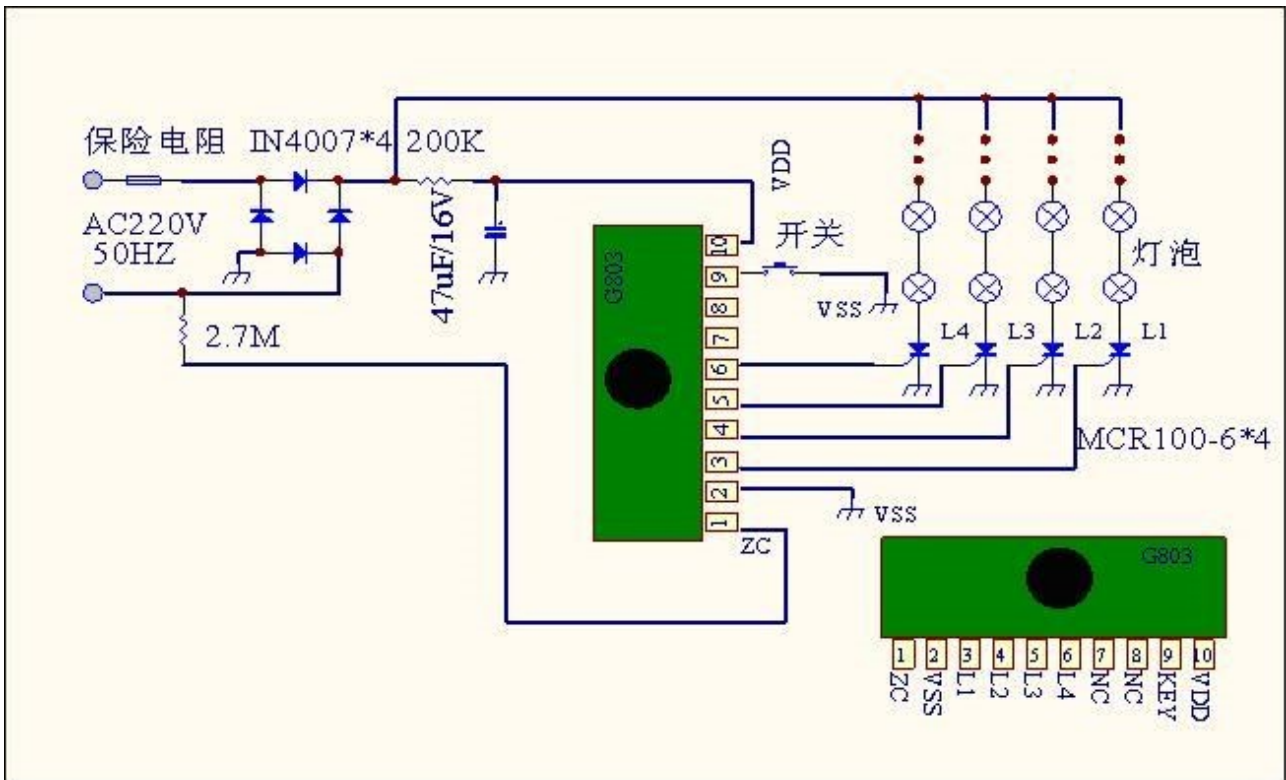 保险电阻 IN4007*4 200K
AC220V
50HZ
2.7M
47uF/16V
VDD
开关
VSS
灯泡
L4 L3 L2 L1
MCR100-6*4
G803
10
9
8
7
6
5
4
3
2
1
VSS
ZC
G803
1 2 3 4 5 6 7 8 9 10
ZC VSS L1 L2 L3 L4 NC NC KEY VDD